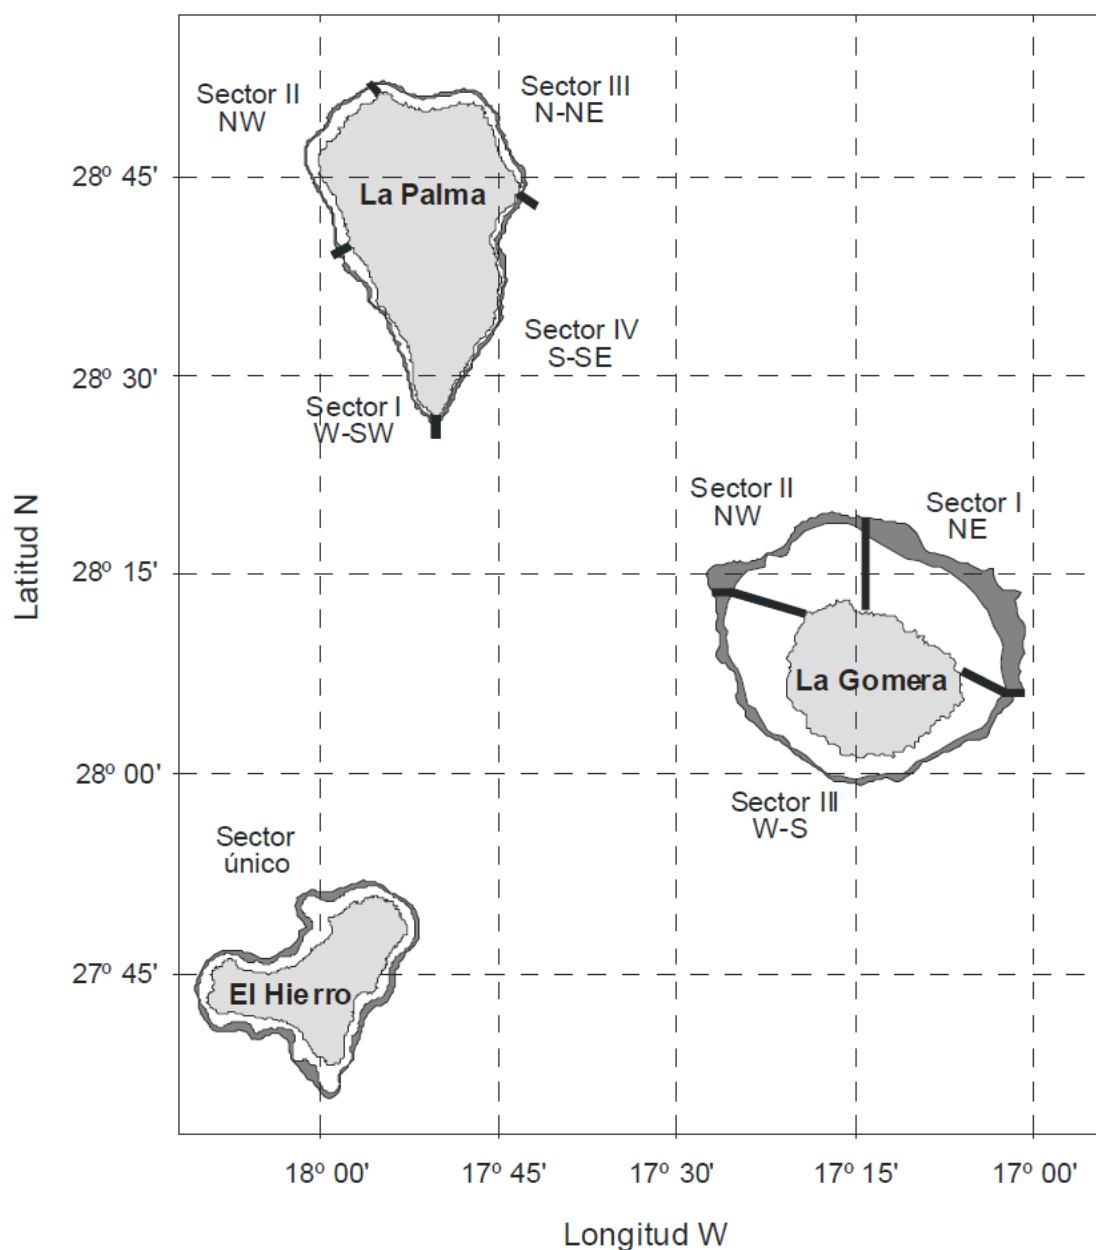 Sector II
NW
Sector III
N-NE
28º 45'
La Palma
Sector IV
S-SE
28º 30'
Sector I
W-SW
Sector II
NW
Sector I
NE
Latitud N
28º 15'
La Gomera
28º 00'
Sector III
W-S
Sector
único
27º 45'
El Hierro
18º 00'
17º 45'
17º 30'
17º 15'
17º 00'
Longitud W